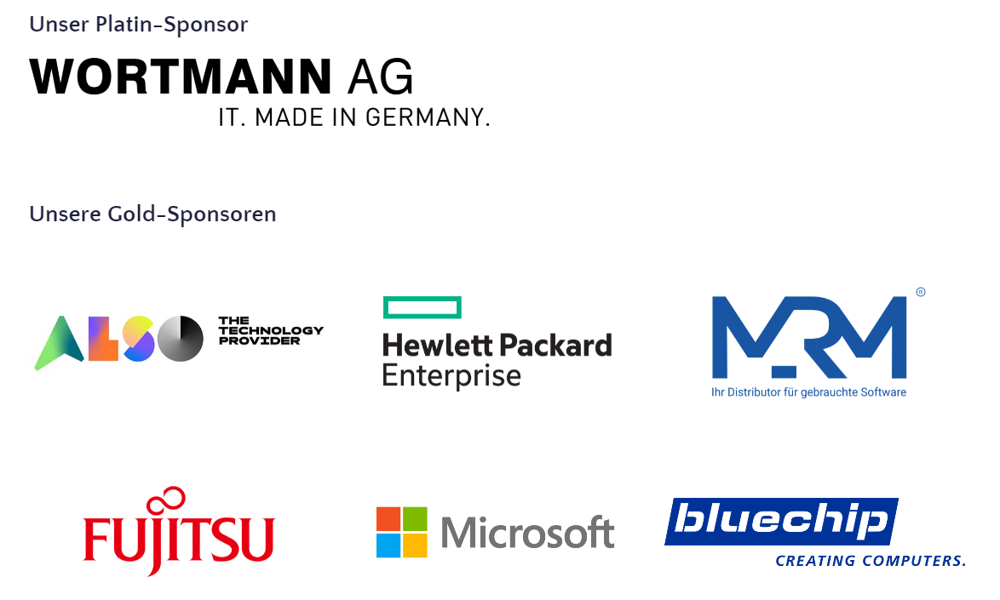 Unser Platin-Sponsor
WORTMANN AG
IT. MADE IN GERMANY.
Unsere Gold-Sponsoren
ALSO
THE
TECHNOLOGY
PROVIDER
Hewlett Packard
Enterprise
MRM ®
Ihr Distributor für gebrauchte Software
FUJITSU
Microsoft
bluechip
CREATING COMPUTERS.